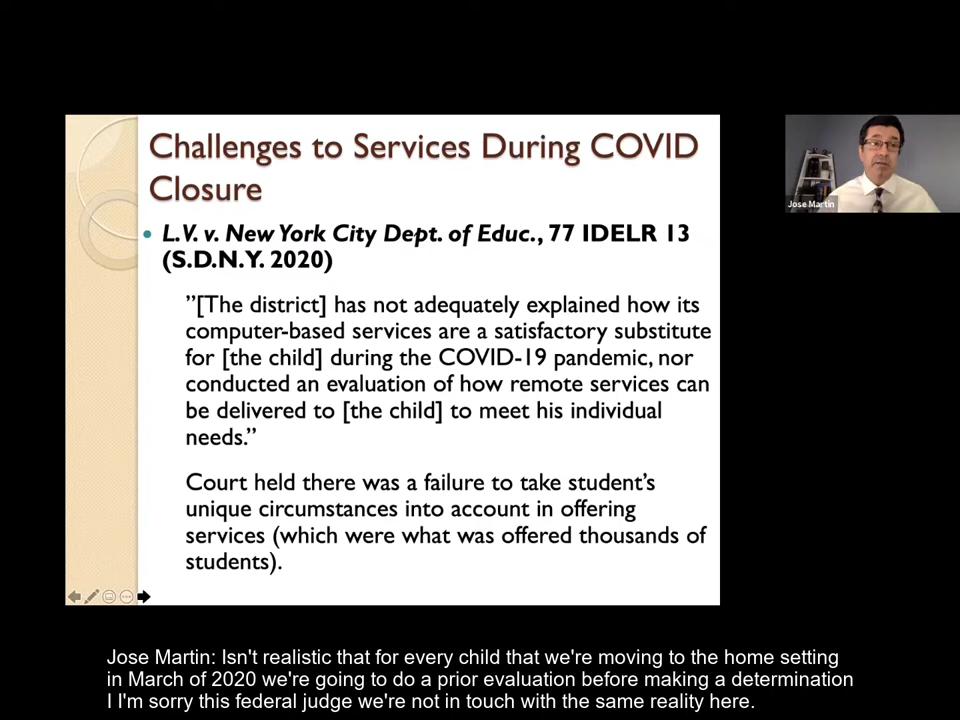 Challenges to Services During COVID
Closure
L.V. v. New York City Dept. of Educ., 77 IDELR 13
(S.D.N.Y. 2020)
”[The district] has not adequately explained how its
computer-based services are a satisfactory substitute
for [the child] during the COVID-19 pandemic, nor
conducted an evaluation of how remote services can
be delivered to [the child] to meet his individual
needs.”
Court held there was a failure to take student’s
unique circumstances into account in offering
services (which were what was offered thousands of
students).
Jose Martin
Jose Martin: Isn't realistic that for every child that we're moving to the home setting
in March of 2020 we're going to do a prior evaluation before making a determination
I I'm sorry this federal judge we're not in touch with the same reality here.